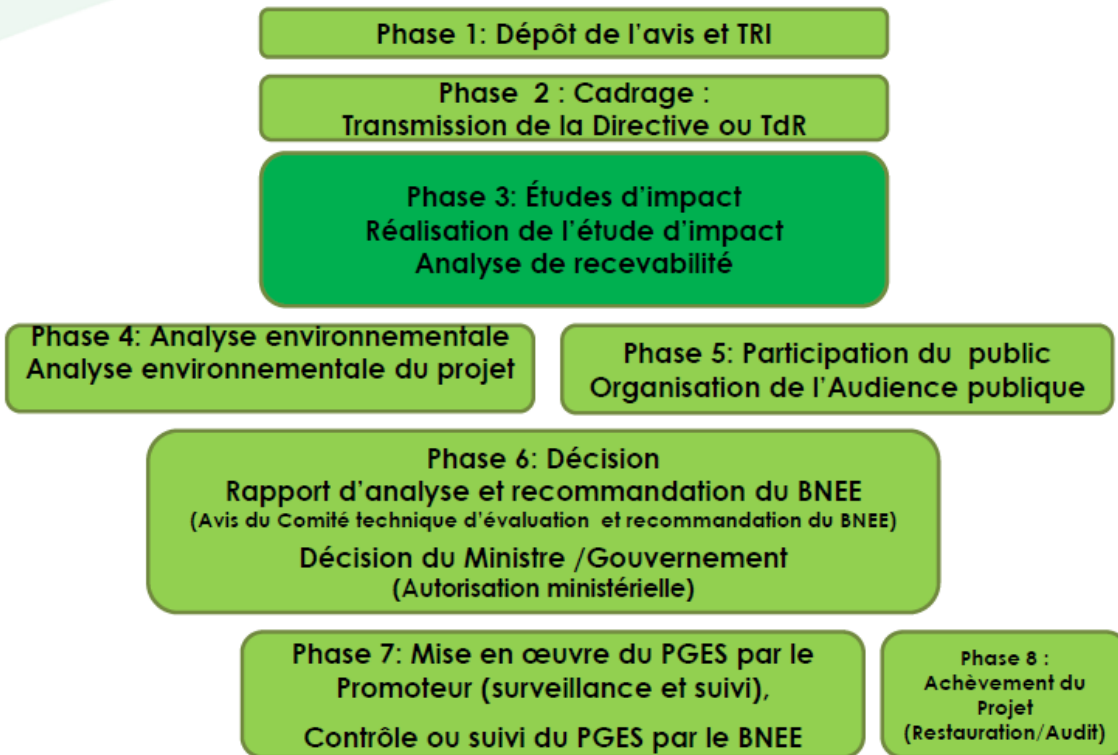 Phase 1: Dépôt de l'avis et TRI
Phase 2 : Cadrage :
Transmission de la Directive ou TdR
Phase 3: Études d'impact
Réalisation de l'étude d'impact
Analyse de recevabilité
Phase 4: Analyse environnementale
Analyse environnementale du projet
Phase 5: Participation du public
Organisation de l'Audience publique
Phase 6: Décision
Rapport d'analyse et recommandation du BNEE
(Avis du Comité technique d'évaluation et recommandation du BNEE)
Décision du Ministre /Gouvernement
(Autorisation ministérielle)
Phase 7: Mise en œuvre du PGES par le
Promoteur (surveillance et suivi),
Contrôle ou suivi du PGES par le BNEE
Phase 8 :
Achèvement du
Projet
(Restauration/Audit)